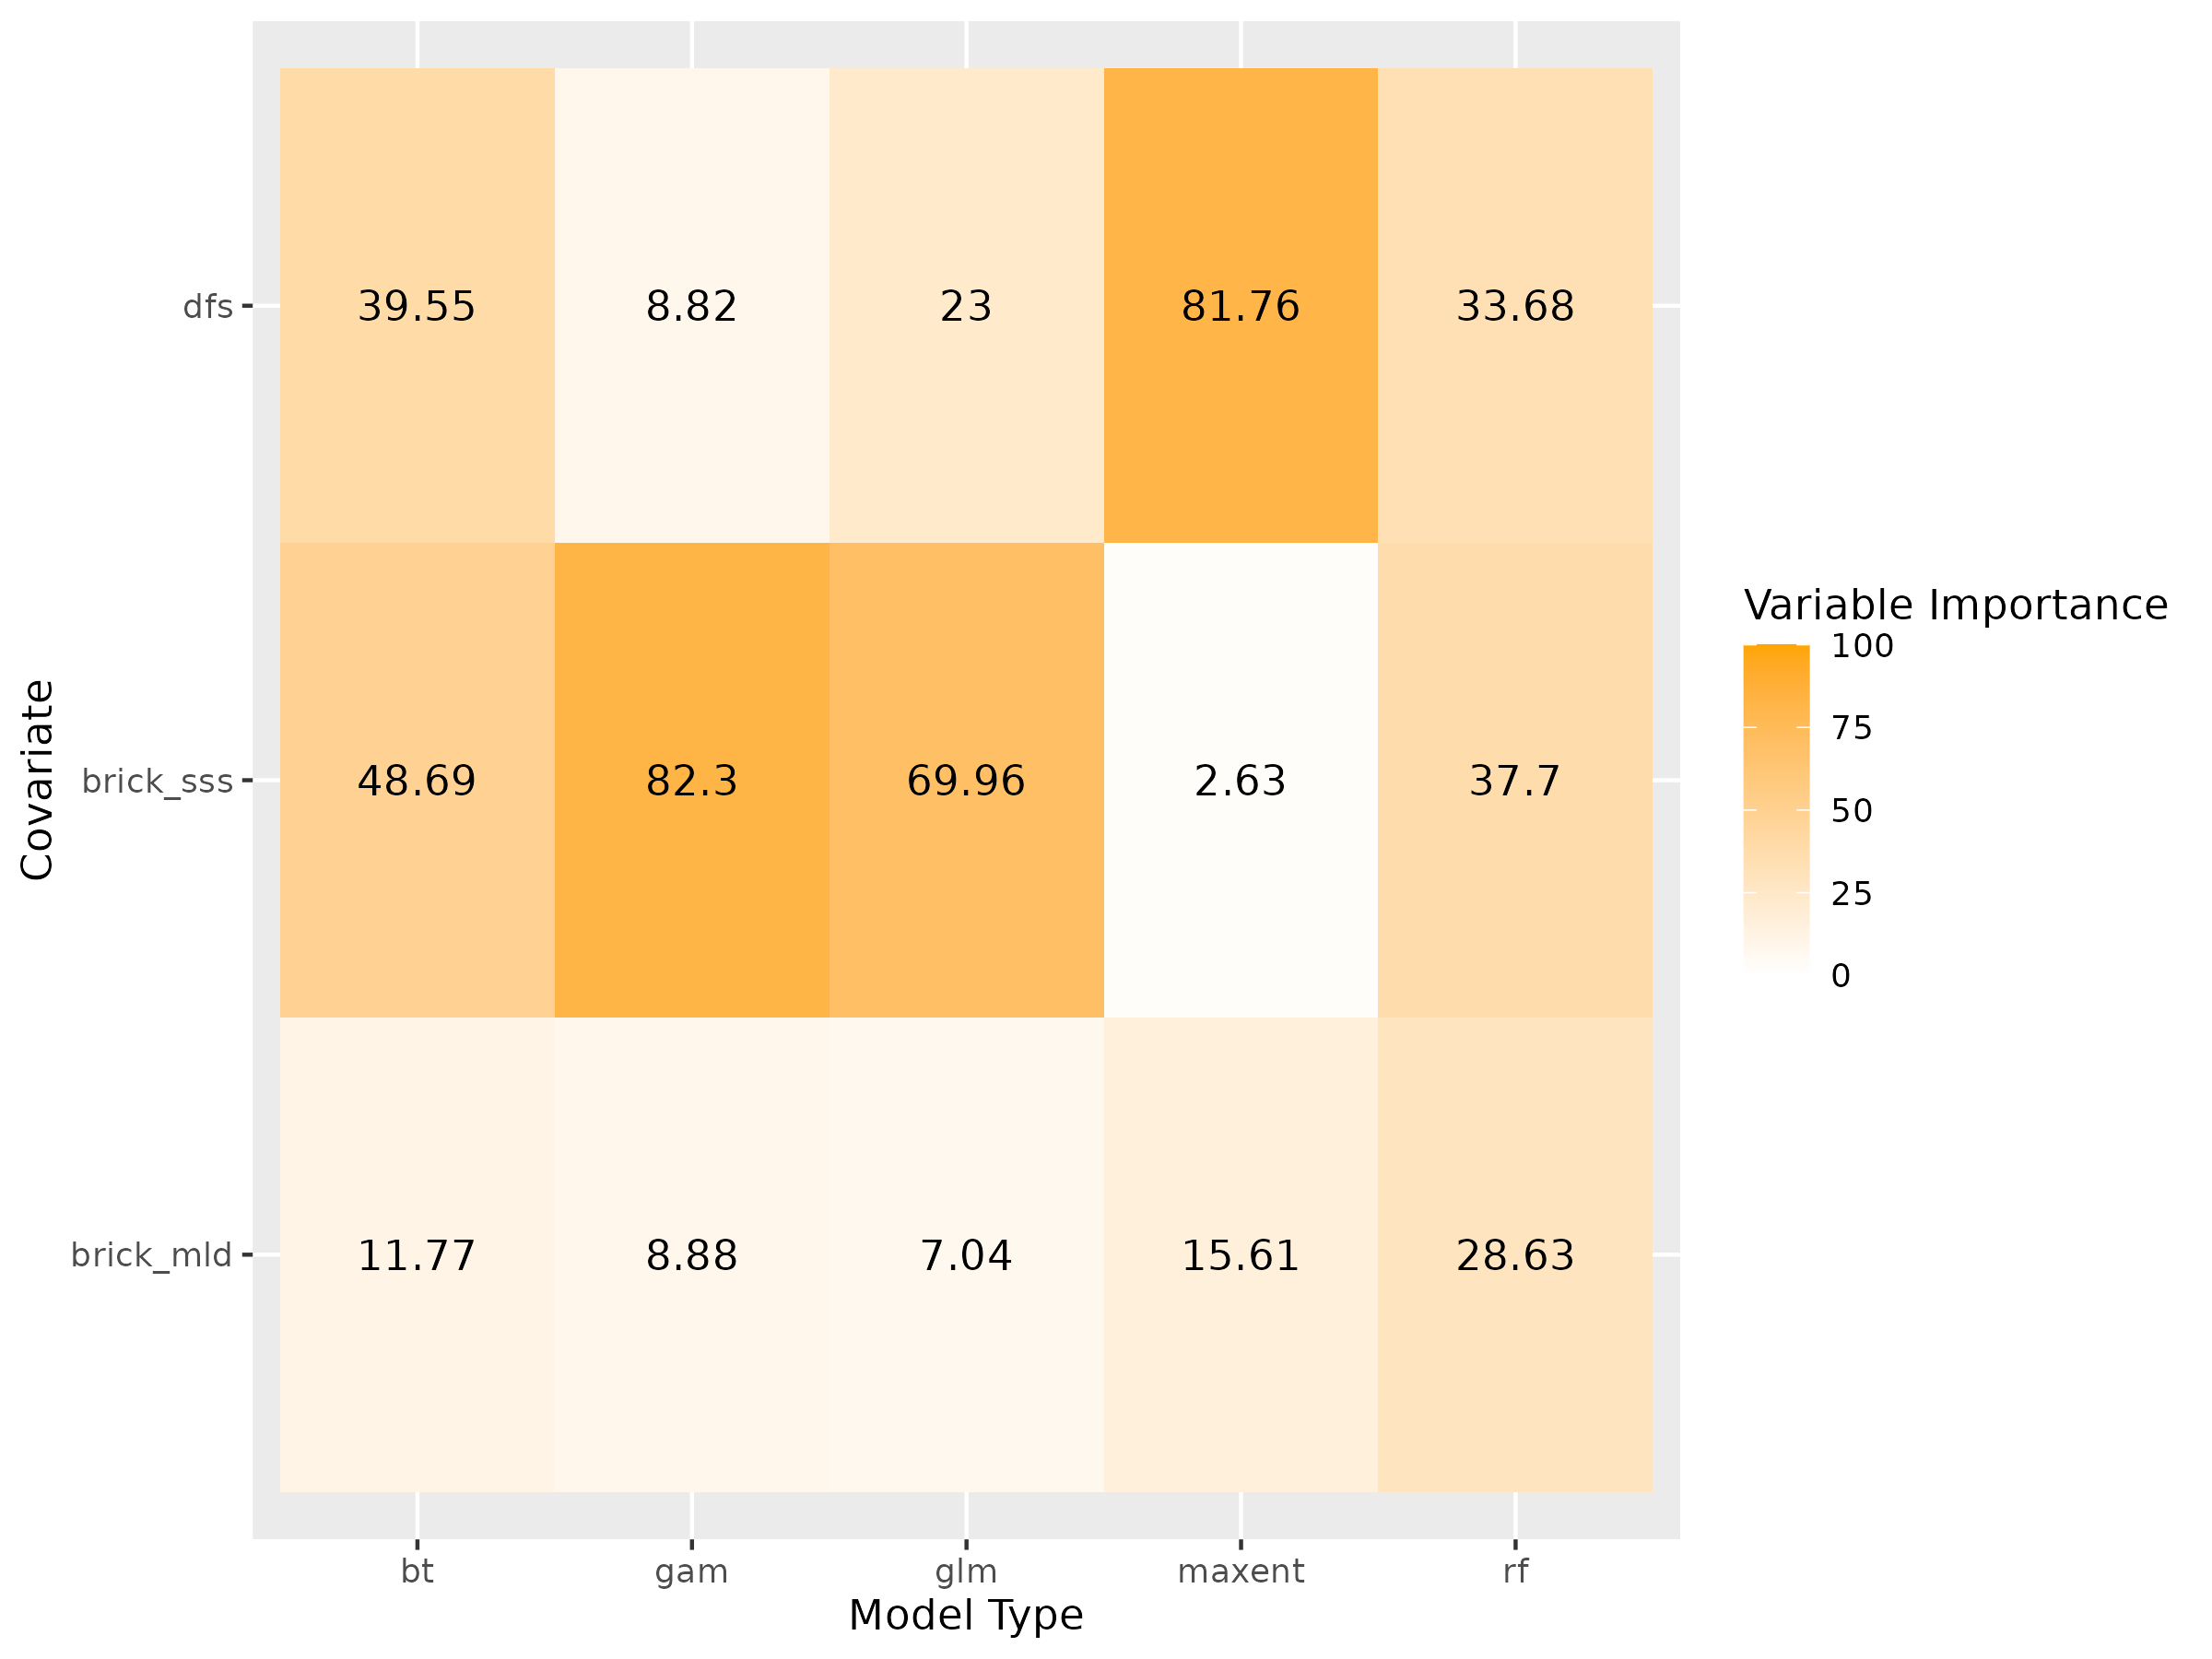 dfs
39.55 8.82 23 81.76 33.68
Variable Importance
100
75
50
25
0
Covariate
brick_sss
48.69 82.3 69.96 2.63 37.7
brick_mld
11.77 8.88 7.04 15.61 28.63
bt gam glm maxent rf
Model Type